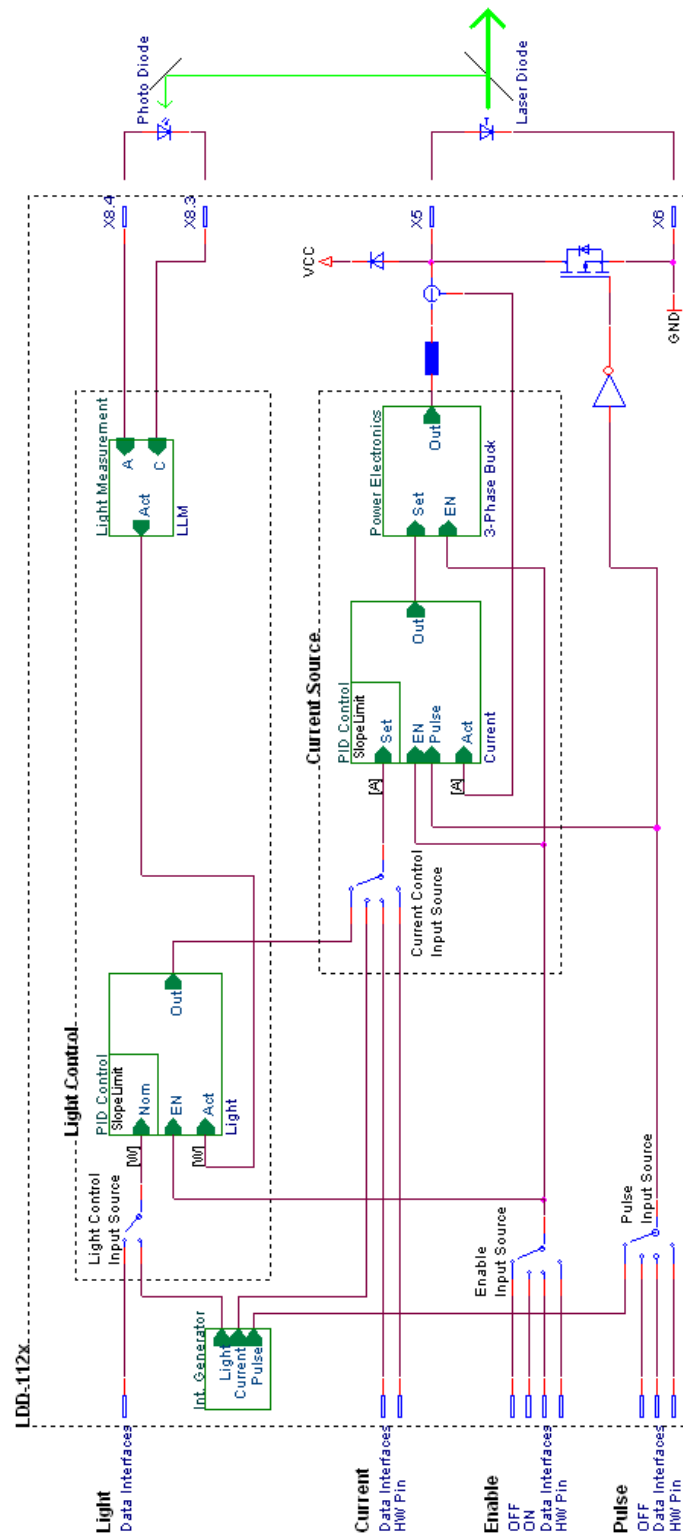 LDD-112x
Light
Data Interfaces
Current
Data Interfaces
HW Pin
Enable
OFF
ON
Data Interfaces
HW Pin
Pulse
OFF
Data Interfaces
HW Pin
Int. Generator
Light
Current
Pulse
Light Control
Light Control
Input Source
[W]
[W]
PID Control
SlopeLimit
Nom
EN
Act
Out
Light
Light Measurement
Act
A
C
LLM
Enable
Input Source
Pulse
Input Source
Current Source
Current Control
Input Source
[A]
[A]
PID Control
SlopeLimit
Set
EN
Pulse
Act
Out
Current
Power Electronics
Set
EN
Out
3-Phase Buck
VCC
GND
X8.4
X8.3
X5
X6
Photo Diode
Laser Diode